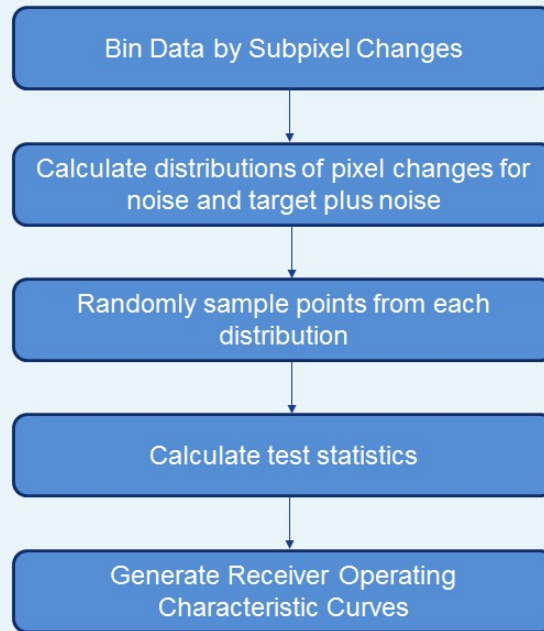 Bin Data by Subpixel Changes
Calculate distributions of pixel changes for
noise and target plus noise
Randomly sample points from each
distribution
Calculate test statistics
Generate Receiver Operating
Characteristic Curves